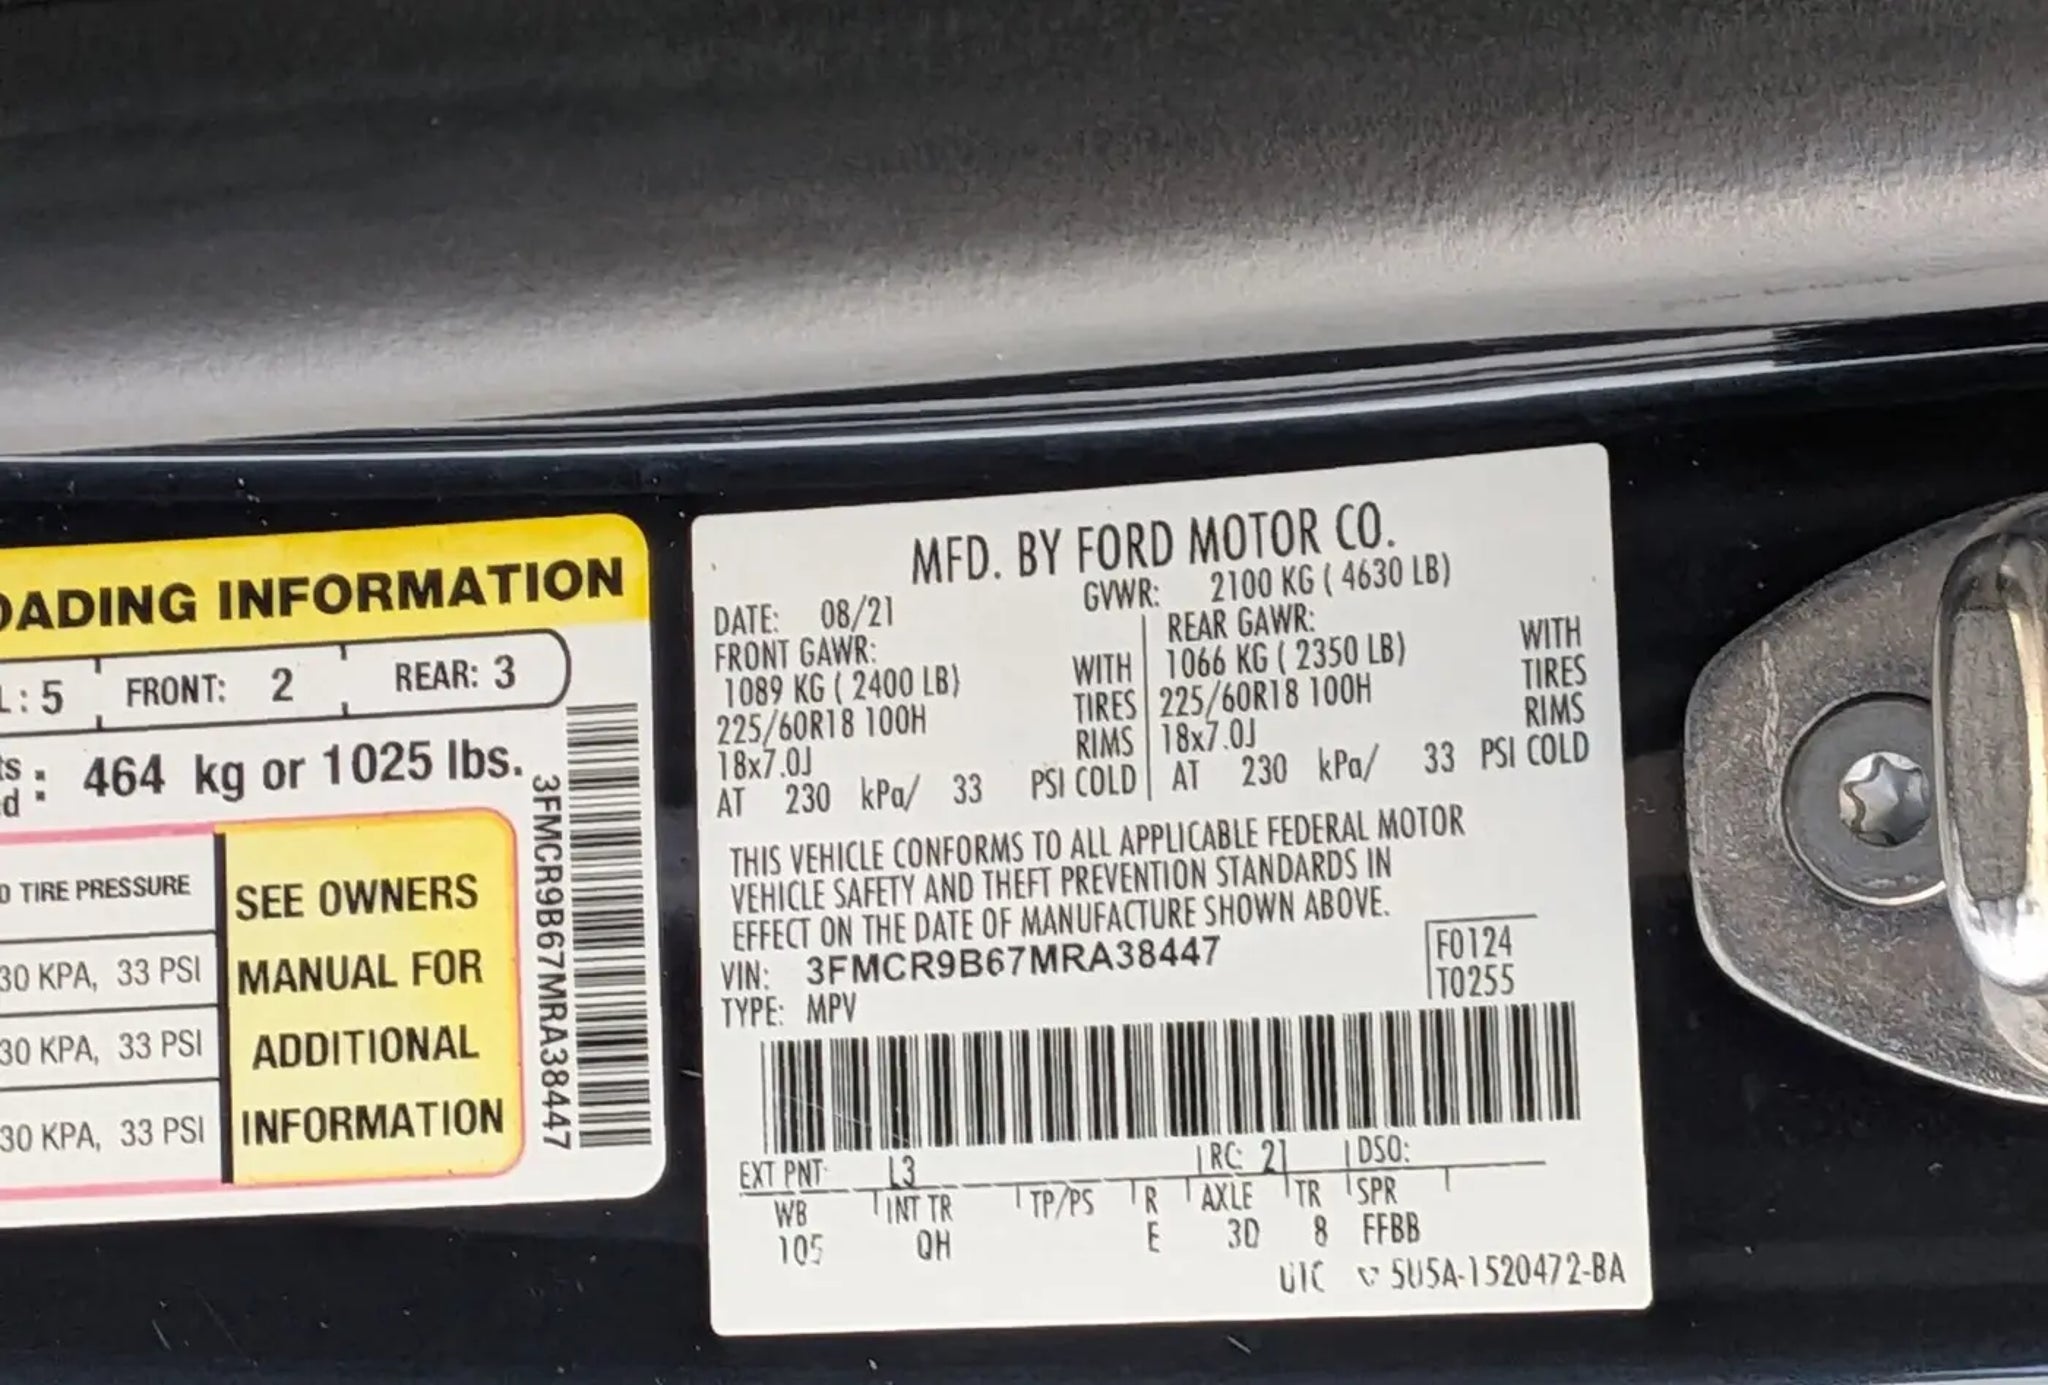 OADING INFORMATION
L: 5 FRONT: 2 REAR: 3
ts : 464 kg or 1025 lbs.
d :
D TIRE PRESSURE
30 KPA, 33 PSI
30 KPA, 33 PSI
30 KPA, 33 PSI
SEE OWNERS
MANUAL FOR
ADDITIONAL
INFORMATION
3FMCR9B67MRA38447
MFD. BY FORD MOTOR CO.
DATE: 08/21 GVWR: 2100 KG ( 4630 LB)
FRONT GAWR: REAR GAWR:
1089 KG ( 2400 LB) WITH 1066 KG ( 2350 LB) WITH
225/60R18 100H TIRES 225/60R18 100H TIRES
18x7.0J RIMS 18x7.0J RIMS
AT 230 kPa/ 33 PSI COLD AT 230 kPa/ 33 PSI COLD
THIS VEHICLE CONFORMS TO ALL APPLICABLE FEDERAL MOTOR
VEHICLE SAFETY AND THEFT PREVENTION STANDARDS IN
EFFECT ON THE DATE OF MANUFACTURE SHOWN ABOVE.
VIN: 3FMCR9B67MRA38447 F0124
TYPE: MPV T0255
EXT PNT: L3 RC: 21 DSO:
WB INT TR TP/PS R AXLE TR SPR
105 QH E 3D 8 FFBB
5U5A-1520472-BA